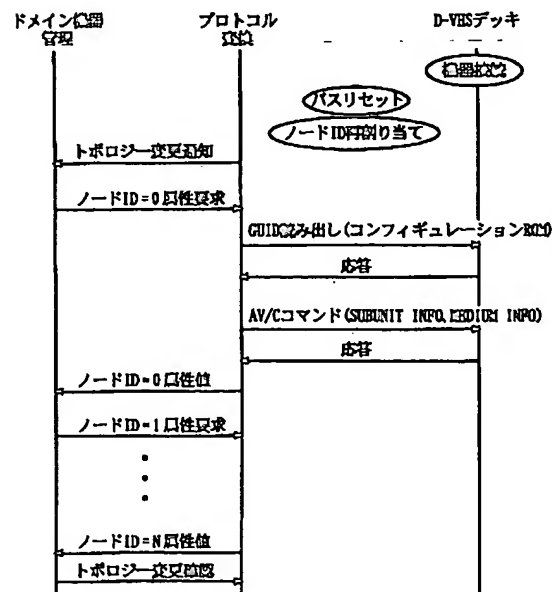 ドメイン機器
管理
プロトコル
変換
D-VHSデッキ
機器接続
バスリセット
ノードID再割り当て
トポロジー変更通知
ノードID=0属性要求
GUID読み出し(コンフィギュレーションROM)
応答
AV/Cコマンド(SUBUNIT INFO,MEDIUM INFO)
応答
ノードID=0属性値
ノードID=1属性要求
ノードID=N属性値
トポロジー変更確認